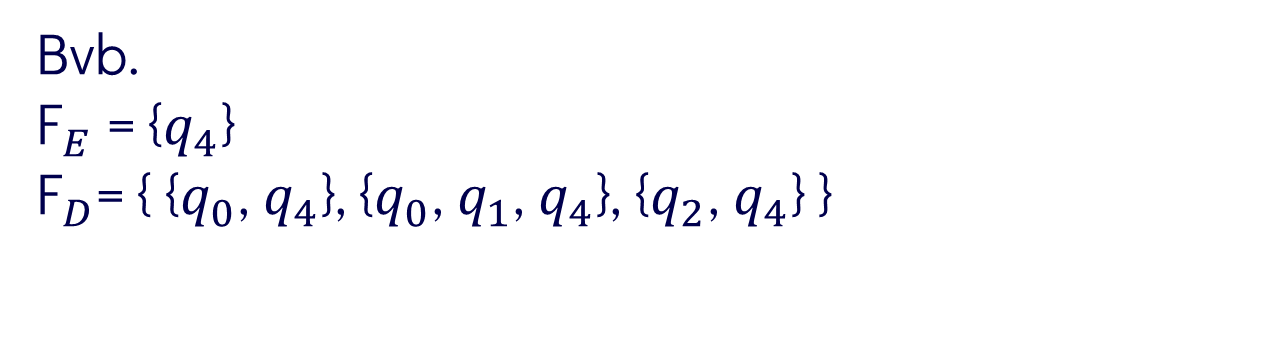 Bvb.
F_E = {q_4}
F_D= { {q_0, q_4}, {q_0, q_1, q_4}, {q_2, q_4} }